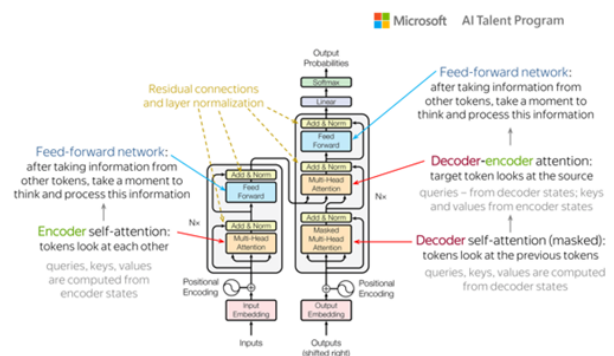 Microsoft AI Talent Program
Output
Probabilities
Softmax
Linear
Residual connections
and layer normalization
Add & Norm
Feed
Forward
Feed-forward network:
after taking information from
other tokens, take a moment to
think and process this information
Feed-forward network:
after taking information from
other tokens, take a moment to
think and process this information
Add & Norm
Feed
Forward
Add & Norm
Multi-Head
Attention
Decoder-encoder attention:
target token looks at the source
queries – from decoder states; keys
and values from encoder states
N×
N×
Encoder self-attention:
tokens look at each other
queries, keys, values
are computed from
encoder states
Add & Norm
Multi-Head
Attention
Add & Norm
Masked
Multi-Head
Attention
Decoder self-attention (masked):
tokens look at the previous tokens
queries, keys, values are computed
from decoder states
Positional
Encoding
Positional
Encoding
Input
Embedding
Output
Embedding
Inputs
Outputs
(shifted right)